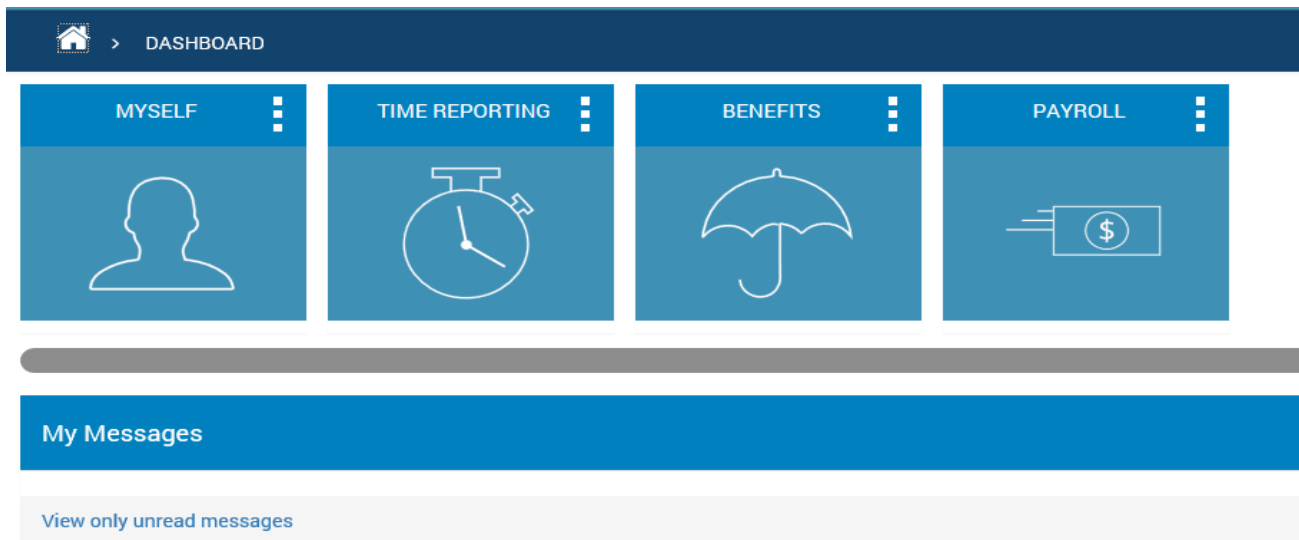 > DASHBOARD
MYSELF TIME REPORTING BENEFITS PAYROLL
$
My Messages
View only unread messages